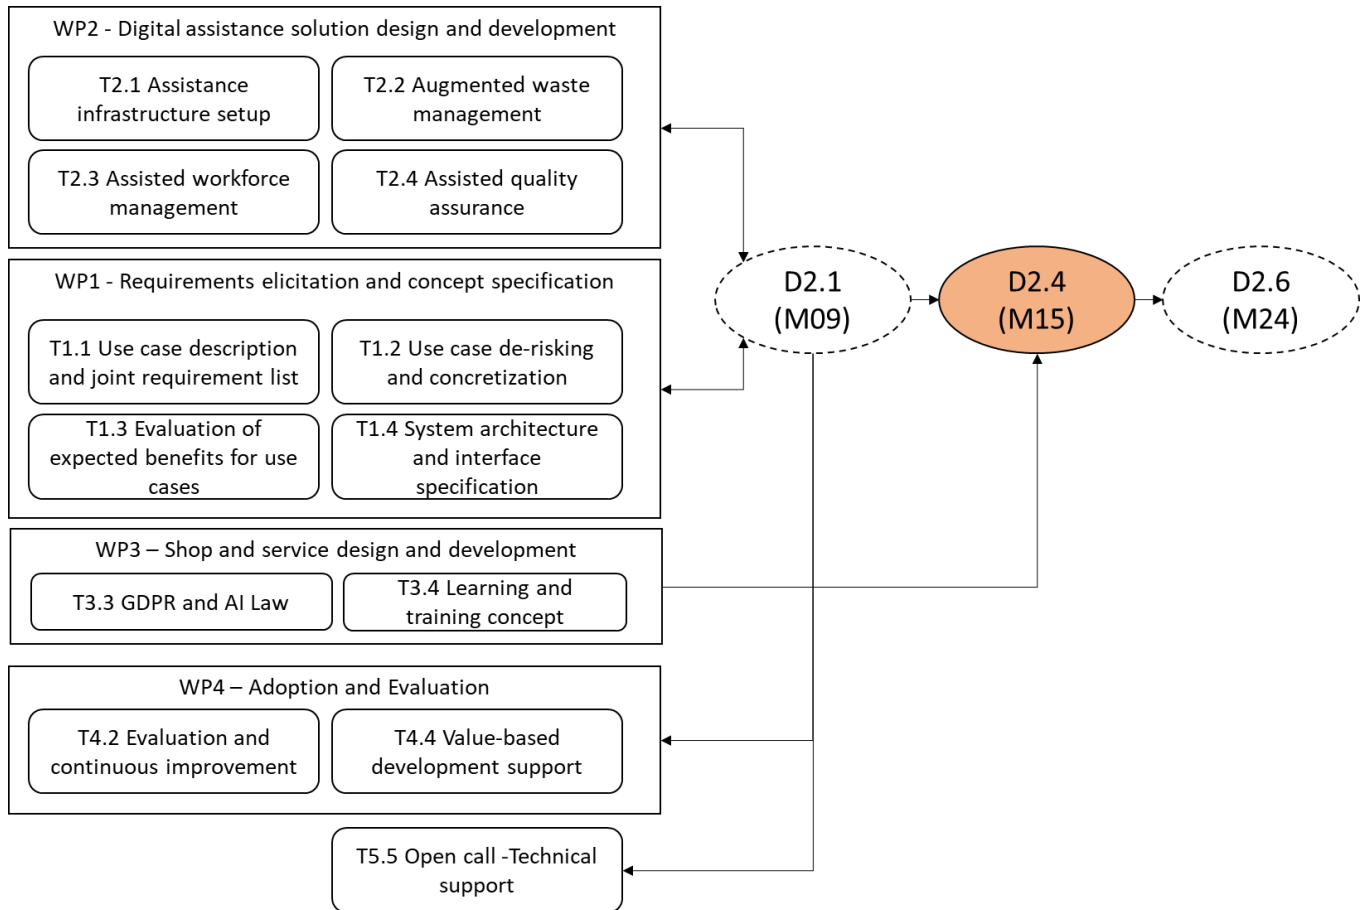 WP2 - Digital assistance solution design and development
T2.1 Assistance
infrastructure setup
T2.2 Augmented waste
management
T2.3 Assisted workforce
management
T2.4 Assisted quality
assurance
WP1 - Requirements elicitation and concept specification
T1.1 Use case description
and joint requirement list
T1.2 Use case de-risking
and concretization
T1.3 Evaluation of
expected benefits for use
cases
T1.4 System architecture
and interface
specification
WP3 – Shop and service design and development
T3.3 GDPR and AI Law
T3.4 Learning and
training concept
WP4 – Adoption and Evaluation
T4.2 Evaluation and
continuous improvement
T4.4 Value-based
development support
T5.5 Open call -Technical
support
D2.1
(M09)
D2.4
(M15)
D2.6
(M24)